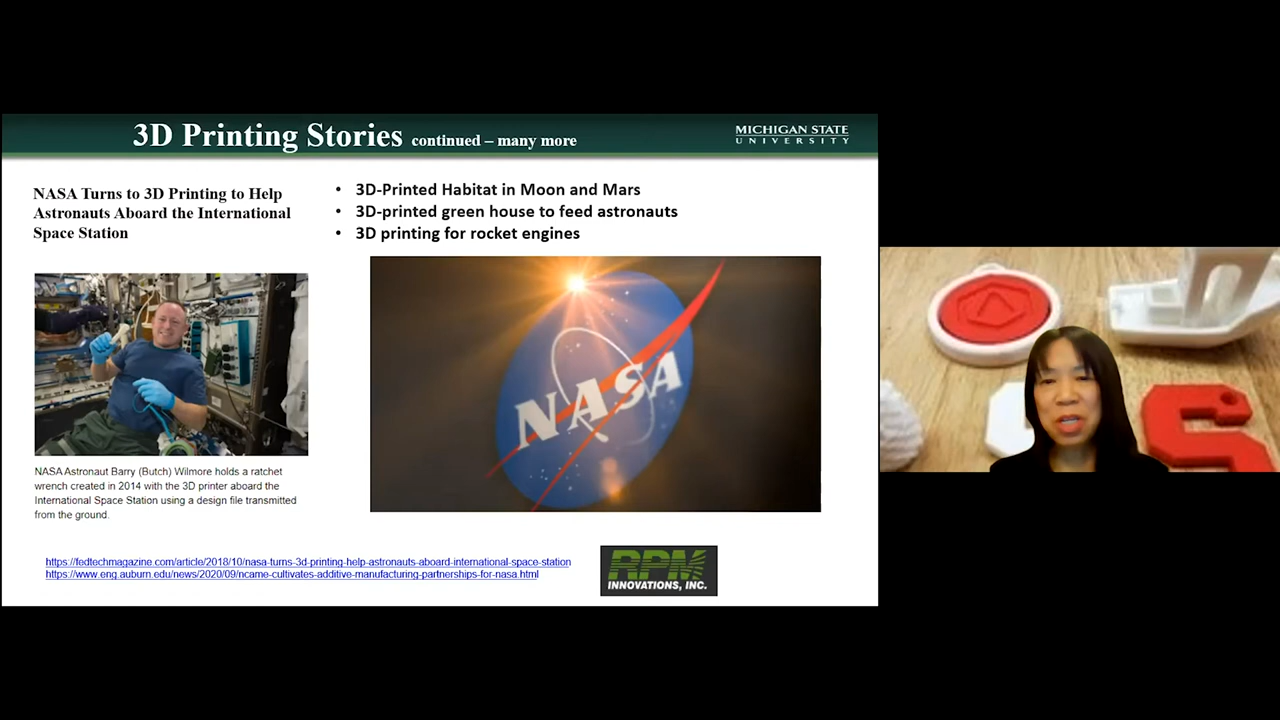 3D Printing Stories continued – many more
MICHIGAN STATE
UNIVERSITY
NASA Turns to 3D Printing to Help
Astronauts Aboard the International
Space Station
• 3D-Printed Habitat in Moon and Mars
• 3D-printed green house to feed astronauts
• 3D printing for rocket engines
NASA
NASA Astronaut Barry (Butch) Wilmore holds a ratchet
wrench created in 2014 with the 3D printer aboard the
International Space Station using a design file transmitted
from the ground.
https://fedtechmagazine.com/article/2018/10/nasa-turns-3d-printing-help-astronauts-aboard-international-space-station
https://www.eng.auburn.edu/news/2020/09/ncame-cultivates-additive-manufacturing-partnerships-for-nasa.html
RPM
INNOVATIONS, INC.